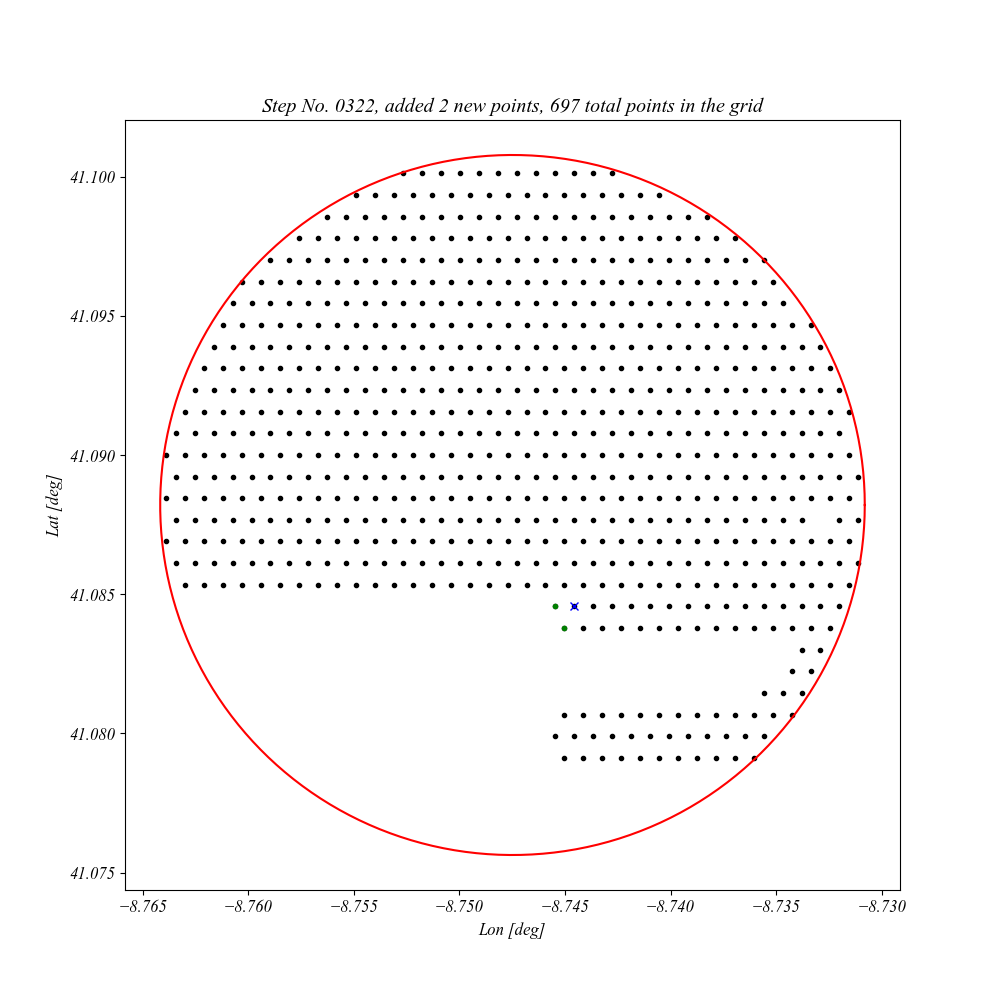 Step No. 0322, added 2 new points, 697 total points in the grid
41.100
41.095
41.090
41.085
41.080
41.075
Lat [deg]
−8.765 −8.760 −8.755 −8.750 −8.745 −8.740 −8.735 −8.730
Lon [deg]